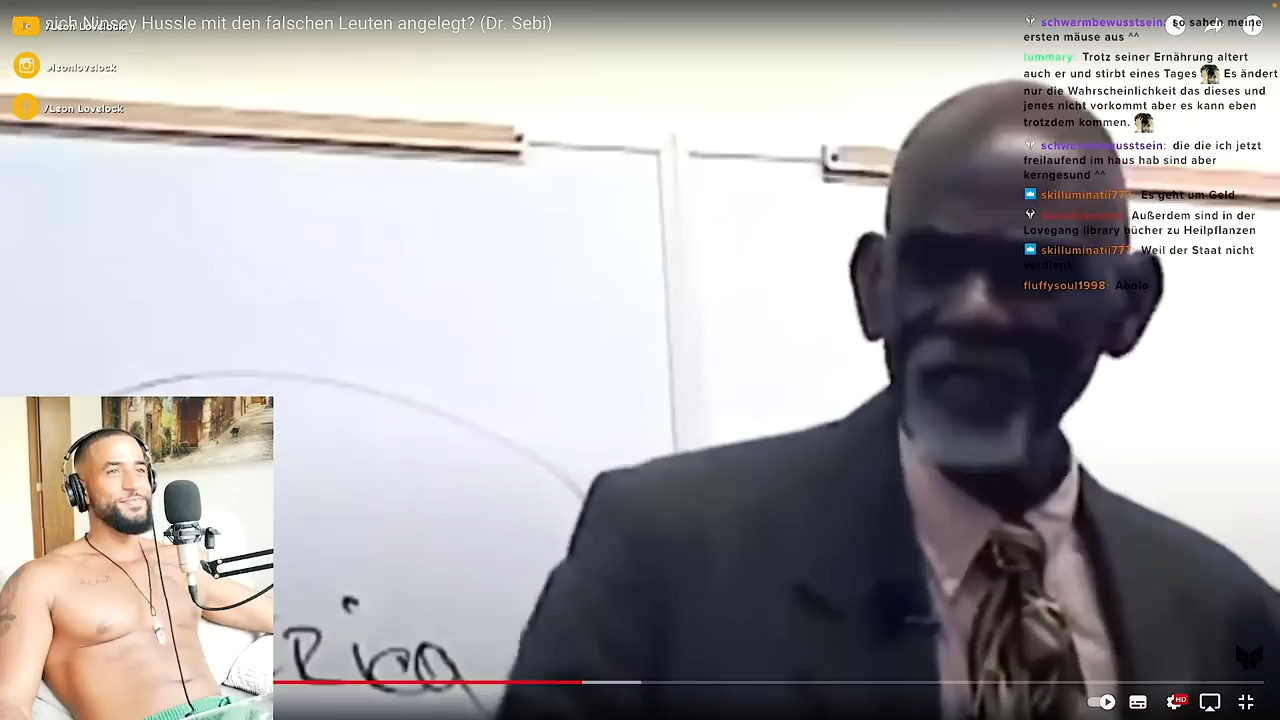 sich Nipsey Hussle mit den falschen Leuten angelegt? (Dr. Sebi)
/Leon Lovelock
#leonlovelock
/Leon Lovelock
schwarmbewusstsein: so sahen meine
ersten mäuse aus ^^
lummary: Trotz seiner Ernährung altert
auch er und stirbt eines Tages Es ändert
nur die Wahrscheinlichkeit das dieses und
jenes nicht vorkommt aber es kann eben
trotzdem kommen.
schwarmbewusstsein: die die ich jetzt
freilaufend im haus hab sind aber
kerngesund ^^
skilluminatii777: Es geht um Geld
Außerdem sind in der
Lovegang library bücher zu Heilpflanzen
skilluminatii777: Weil der Staat nicht
verdient
fluffysoul1998:
HD